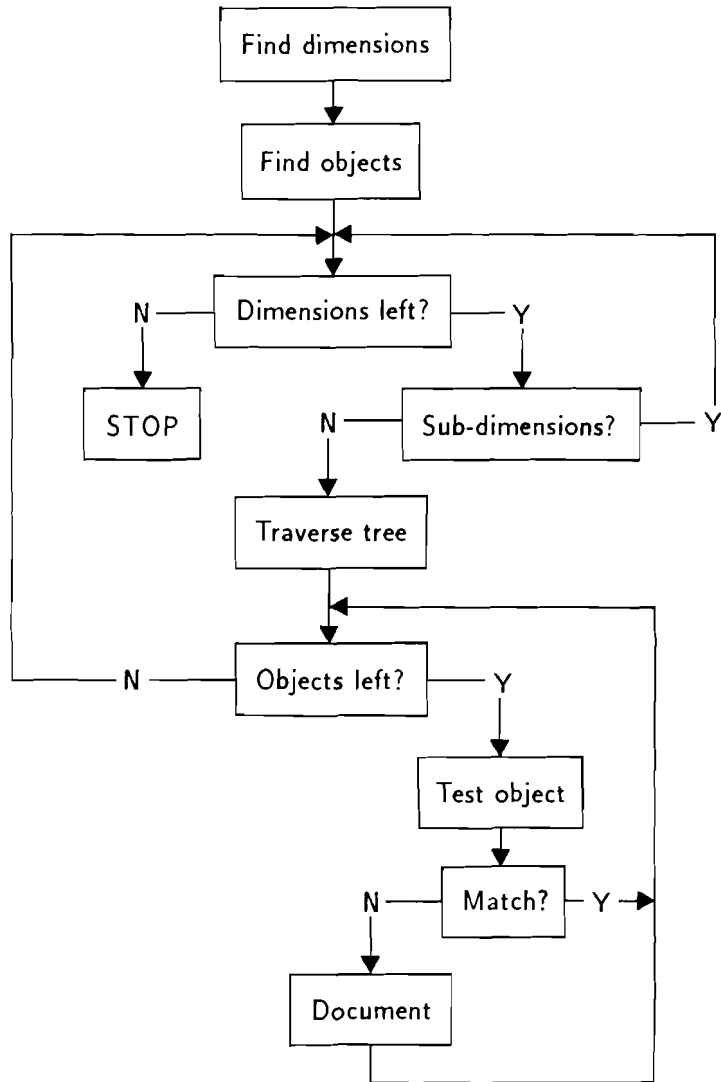 Find dimensions
Find objects
N
Dimensions left?
Y
STOP
N
Sub-dimensions?
Y
Traverse tree
N
Objects left?
Y
Test object
N
Match?
Y
Document